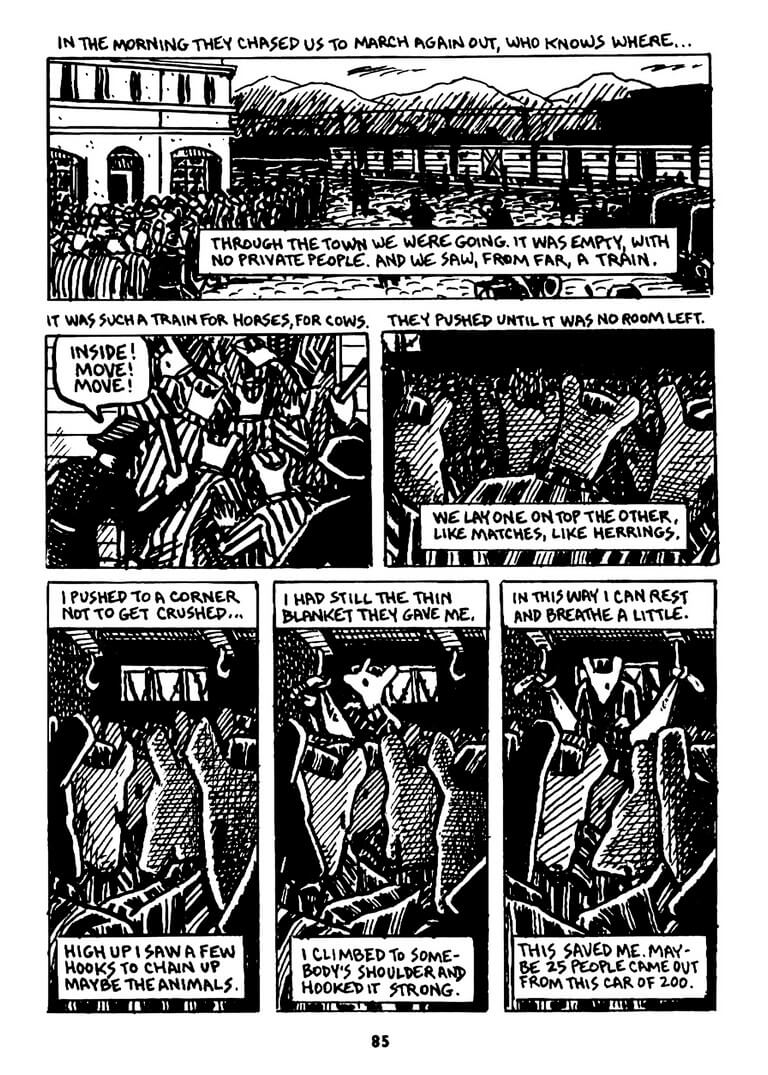 IN THE MORNING THEY CHASED US TO MARCH AGAIN OUT, WHO KNOWS WHERE...
THROUGH THE TOWN WE WERE GOING. IT WAS EMPTY, WITH
NO PRIVATE PEOPLE. AND WE SAW, FROM FAR, A TRAIN.
IT WAS SUCH A TRAIN FOR HORSES, FOR COWS.
INSIDE!
MOVE!
MOVE!
THEY PUSHED UNTIL IT WAS NO ROOM LEFT.
WE LAY ONE ON TOP THE OTHER,
LIKE MATCHES, LIKE HERRINGS.
I PUSHED TO A CORNER
NOT TO GET CRUSHED...
HIGH UP I SAW A FEW
HOOKS TO CHAIN UP
MAYBE THE ANIMALS.
I HAD STILL THE THIN
BLANKET THEY GAVE ME.
I CLIMBED TO SOME-
BODY'S SHOULDER AND
HOOKED IT STRONG.
IN THIS WAY I CAN REST
AND BREATHE A LITTLE.
THIS SAVED ME. MAY-
BE 25 PEOPLE CAME OUT
FROM THIS CAR OF 200.
85